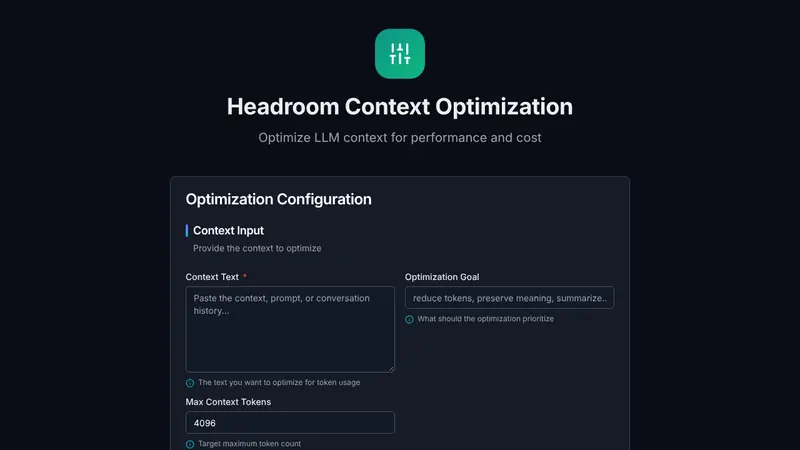 Headroom Context Optimization
Optimize LLM context for performance and cost
Optimization Configuration
Context Input
Provide the context to optimize
Context Text *
Paste the context, prompt, or conversation
history...
The text you want to optimize for token usage
Optimization Goal
reduce tokens, preserve meaning, summarize..
What should the optimization prioritize
Max Context Tokens
4096
Target maximum token count